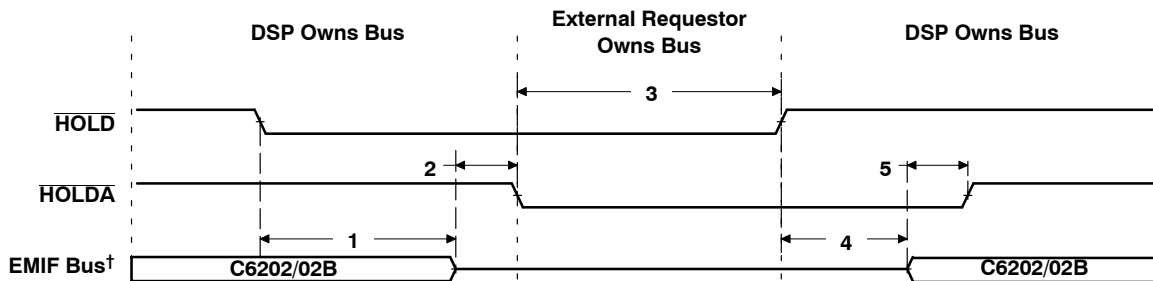 DSP Owns Bus
External Requestor
Owns Bus
DSP Owns Bus
3
HOLD
2
5
HOLDA
1
4
EMIF Bus†
C6202/02B
C6202/02B